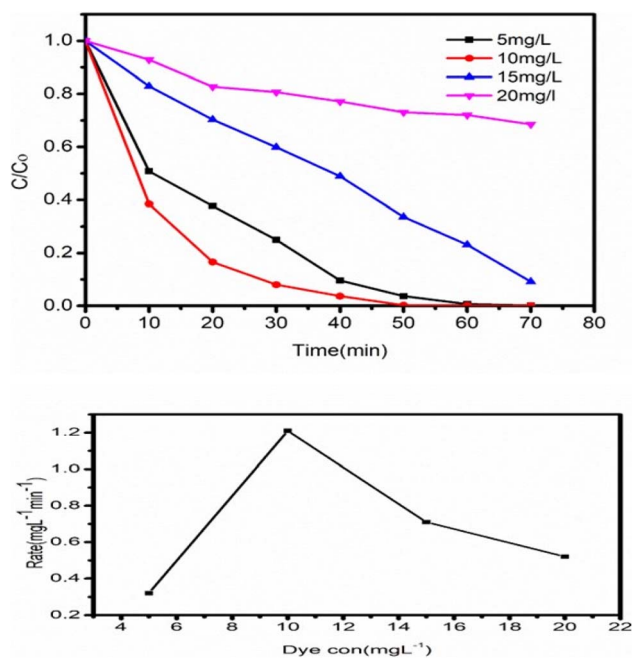 1.0
0.8
0.6
0.4
0.2
0.0
C/C₀
5mg/L
10mg/L
15mg/L
20mg/l
0 10 20 30 40 50 60 70 80
Time(min)
1.2
1.0
0.8
0.6
0.4
0.2
Rate(mgL⁻¹min⁻¹)
4 6 8 10 12 14 16 18 20 22
Dye con(mgL⁻¹)